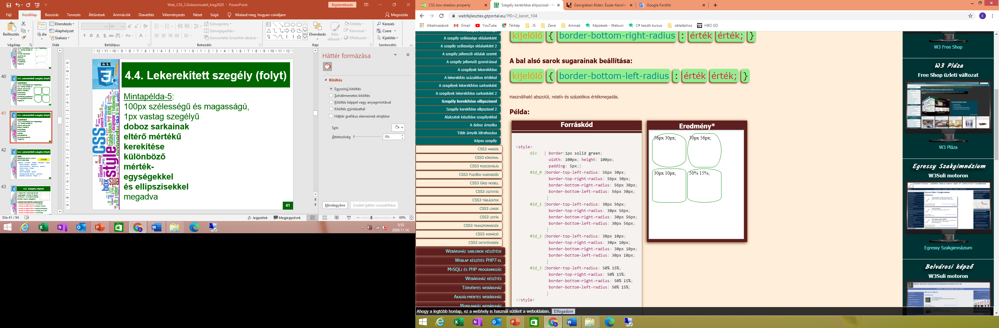 Web_CSS_3.Dobozmodell_kieg2020 - PowerPoint
Bejelentkezés
Fájl Kezdőlap Beszúrás Tervezés Áttűnések Animációk Diavetítés Véleményezés Nézet Súgó Mutasd meg, hogyan csináljam Megosztás
Beillesztés
Új dia
Elrendezés
Alaphelyzet
Szakasz
30
Szövegirány
Szövegigazítás
Konvertálás SmartArt-ábrává
Elrendezés
Kész stílusok
Kitöltés
Körvonal
Effektusok
Keresés
Csere
Kijelölés
Vágólap Diák Betűtípus Bekezdés Rajz Szerkesztés
40
4.4. Lekerekített szegély (folyt)
41
4.4. Lekerekített szegély (folyt)
42
4.4. Lekerekített szegély (folyt)
43
4.5. Szegély képből
CSS
3
4.4. Lekerekített szegély (folyt)
Mintapélda-5:
100px szélességű és magasságú,
1px vastag szegélyű
doboz sarkainak
eltérő mértékű
kerekítése
különböző
mérték-
egységekkel
és ellipszisekkel
megadva
41
Háttér formázása
Kitöltés
Egyszínű kitöltés
Színátmenetes kitöltés
Kitöltés képpel vagy anyagmintával
Kitöltés mintázattal
Háttér grafikus elemeinek elrejtése
Szín
Áttetszőség 0%
Mindegyikre Eredeti háttér visszaállítása
Dia 41 / 94 Jegyzetek Megjegyzések 69%
5:55
2020.11.14.
CSS box-shadow property
Szegély kerekítése ellipszissel - W
Georgiában Biden, Észak-Karolin
Google Fordító
webfejlesztes.gtportal.eu/?f0=2_keret_104
Alkalmazások Gmail YouTube Térkép JS Zene Aminak Képzések - Webuni C# kezdő kurzus oktatáshoz HBO GO
A szegély szélessége oldalanként
A szegély szélessége oldalanként 2
A szegély jellemzői oldalak szerint
A szegély jellemzői gyorsírással
A szegélyek lekerekítése
A lekerekítés százalékos értékkel
A szegélyek lekerekítése sarkonként
A szegélyek lekerekítése sarkonként 2
Szegély kerekítése ellipszissel
Szegély kerekítése ellipszissel 2
Alakzatok készítése szegélyekkel
A doboz árnyéka
Több árnyék létrehozása
Képes szegély
CSS3 margók
CSS3 körvonal
CSS3 pozicionálás
CSS3 FlexBox elrendezés
CSS3 Grid modell
CSS3 úsztatás
CSS3 táblázatok
CSS3 linkek
CSS3 listák
CSS3 transzformációk
CSS3 animáció
CSS3 oktatóvideók
Webáruház sablonok készítése
Weblap készítés PHP7-el
MySQLi és PHP programozás
Webáruház készítés
Törvényes webáruház
Akadálymentes webáruház
Mobilbarát webáruház
kijelölő { border-bottom-right-radius : érték érték; }
A bal alsó sarok sugarainak beállítása:
kijelölő { border-bottom-left-radius : érték érték; }
Használható abszolút, relatív és százalékos értékmegadás.
Példa:
Forráskód
<style>
div { border:1px solid green;
width: 100px; height: 100px;
padding: 5px;}
#id_0 {border-top-left-radius: 56px 30px;
border-top-right-radius: 56px 30px;
border-bottom-right-radius: 56px 30px;
border-bottom-left-radius: 56px 30px;
}
#id_1 {border-top-left-radius: 30px 56px;
border-top-right-radius: 30px 56px;
border-bottom-right-radius: 30px 56px;
border-bottom-left-radius: 30px 56px;
}
#id_2 {border-top-left-radius: 30px 10px;
border-top-right-radius: 30px 10px;
border-bottom-right-radius: 30px 10px;
border-bottom-left-radius: 30px 10px;
}
#id_3 {border-top-left-radius: 50% 15%;
border-top-right-radius: 50% 15%;
border-bottom-right-radius: 50% 15%;
border-bottom-left-radius: 50% 15%;
}
</style>
Eredmény*
56px 30px; 30px 56px;
30px 10px; 50% 15%;
W3 Free Shop
W3 Pláza
Free Shop üzleti változat
W3 Pláza
Egressy Szakgimnázium
W3Suli motoron
Egressy Szakgimnázium
Belvárosi képző
W3Suli motoron
Ahogy a legtöbb honlap, ez a webhely is használ sütiket a weboldalain. Elfogadom